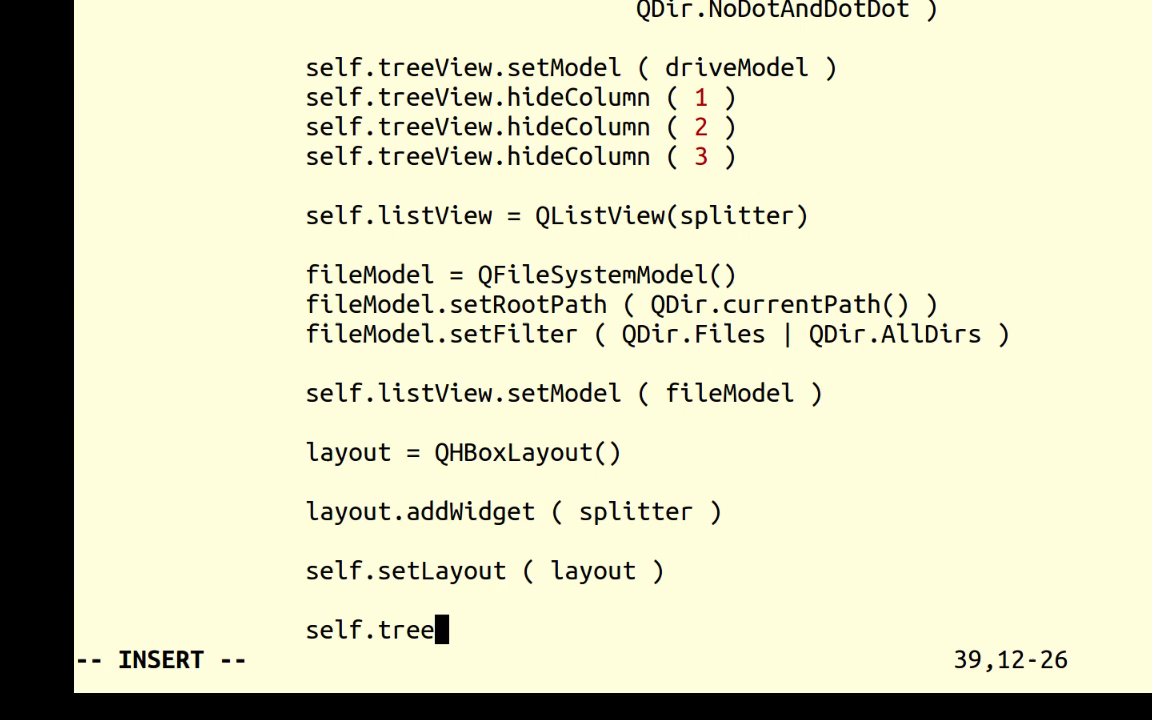 QDir.NoDotAndDotDot )
self.treeView.setModel ( driveModel )
self.treeView.hideColumn ( 1 )
self.treeView.hideColumn ( 2 )
self.treeView.hideColumn ( 3 )
self.listView = QListView(splitter)
fileModel = QFileSystemModel()
fileModel.setRootPath ( QDir.currentPath() )
fileModel.setFilter ( QDir.Files | QDir.AllDirs )
self.listView.setModel ( fileModel )
layout = QHBoxLayout()
layout.addWidget ( splitter )
self.setLayout ( layout )
self.tree
-- INSERT -- 39,12-26